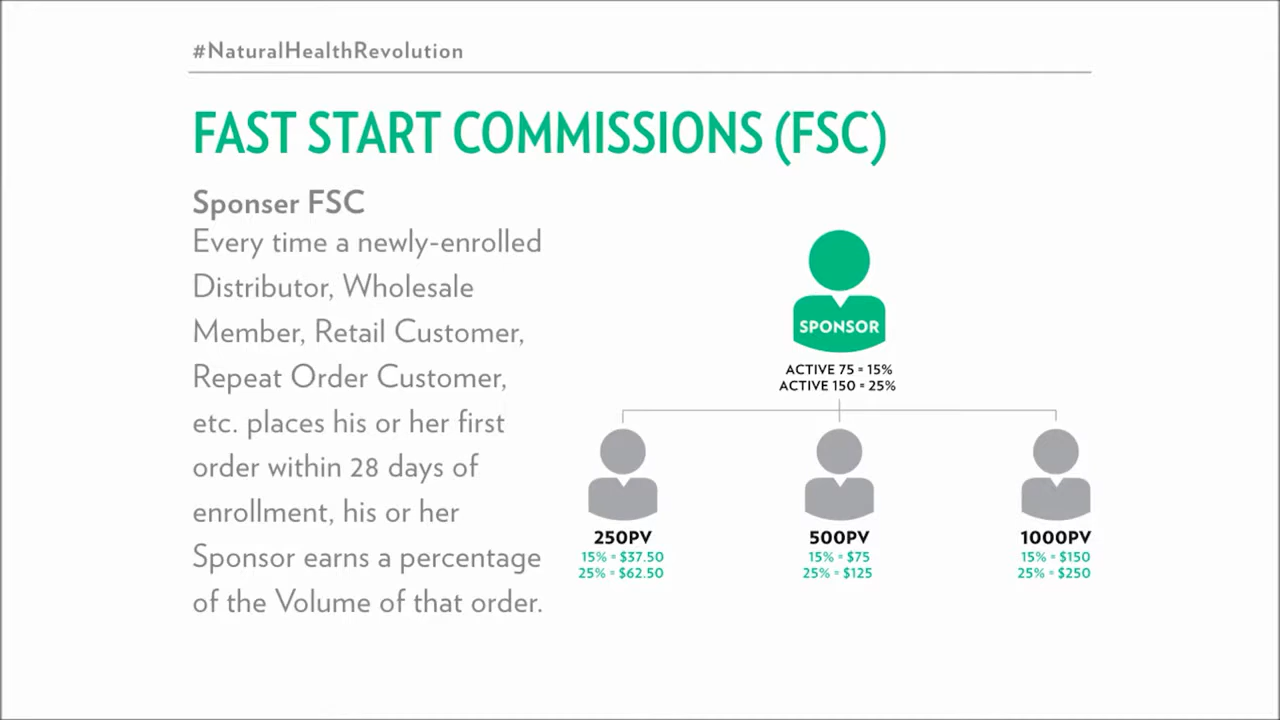 #NaturalHealthRevolution
FAST START COMMISSIONS (FSC)
Sponser FSC
Every time a newly-enrolled
Distributor, Wholesale
Member, Retail Customer,
Repeat Order Customer,
etc. places his or her first
order within 28 days of
enrollment, his or her
Sponsor earns a percentage
of the Volume of that order.
SPONSOR
ACTIVE 75 = 15%
ACTIVE 150 = 25%
250PV
15% = $37.50
25% = $62.50
500PV
15% = $75
25% = $125
1000PV
15% = $150
25% = $250